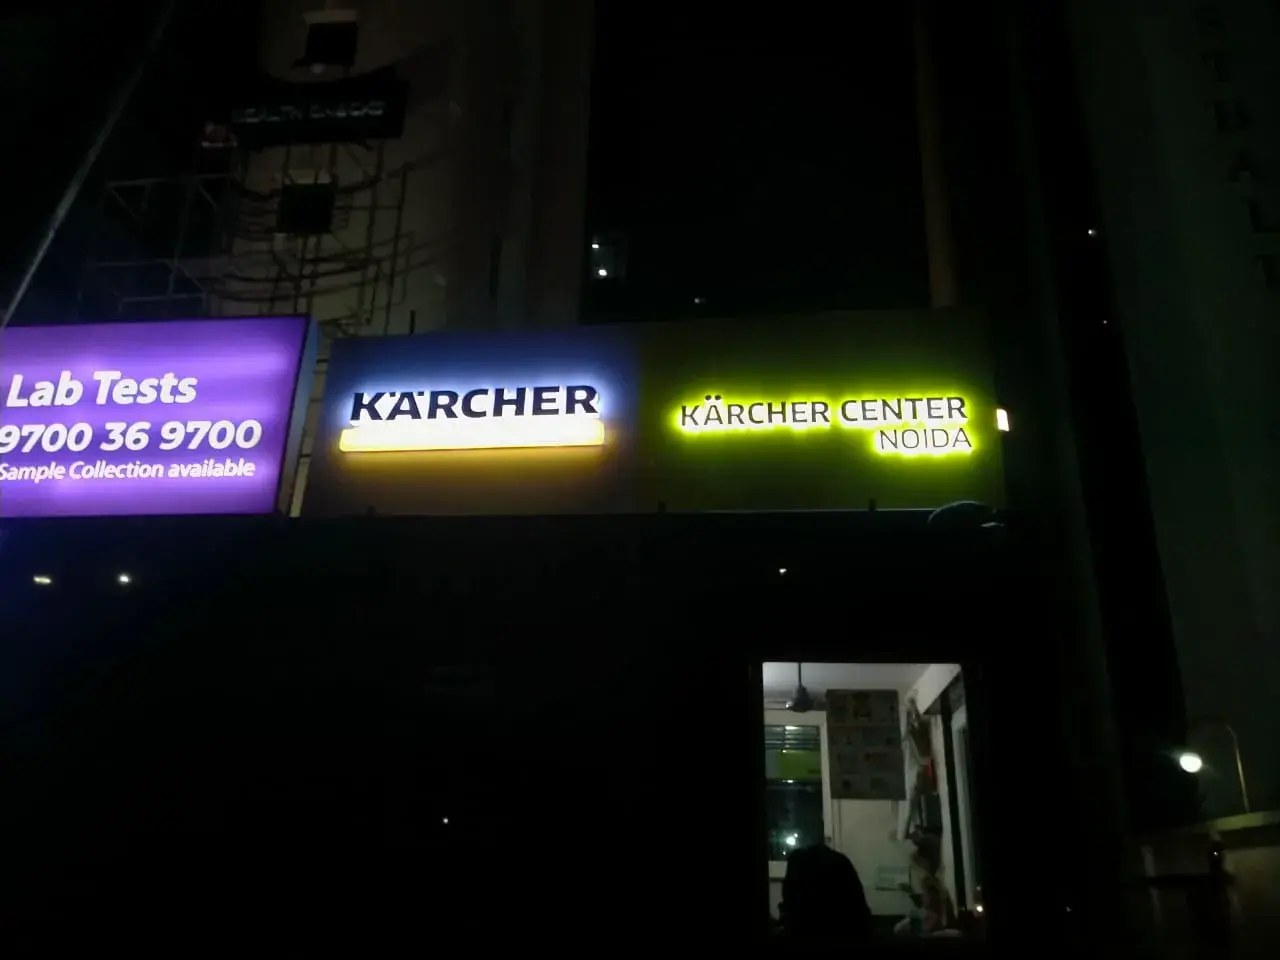 Lab Tests
9700 36 9700
Sample Collection available
KÄRCHER
KÄRCHER CENTER
NOIDA